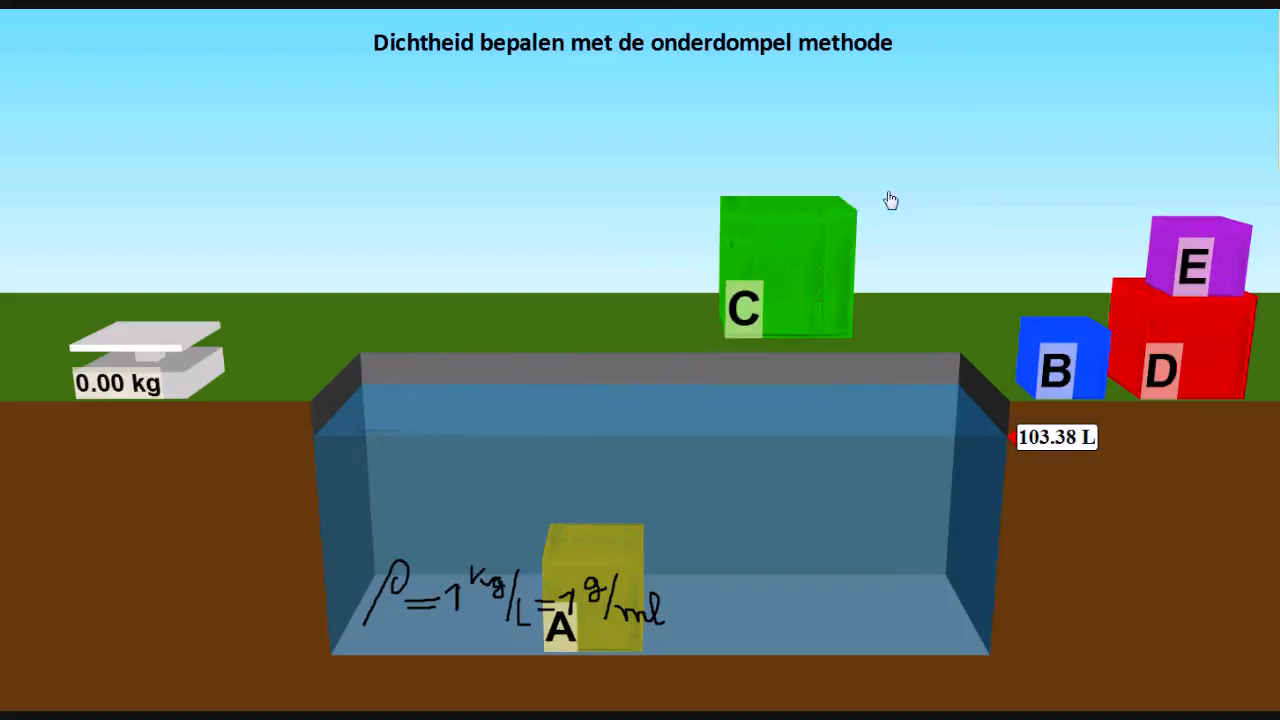 Dichtheid bepalen met de onderdompel methode
C
E
B
D
0.00 kg
103.38 L
ρ = 1 kg/L = 1 g/ml
A